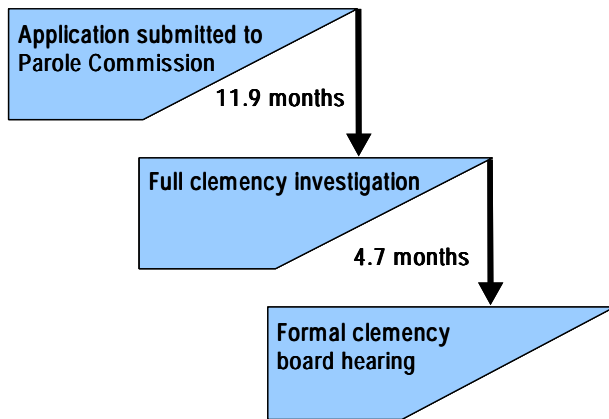 Application submitted to
Parole Commission
11.9 months
Full clemency investigation
4.7 months
Formal clemency
board hearing